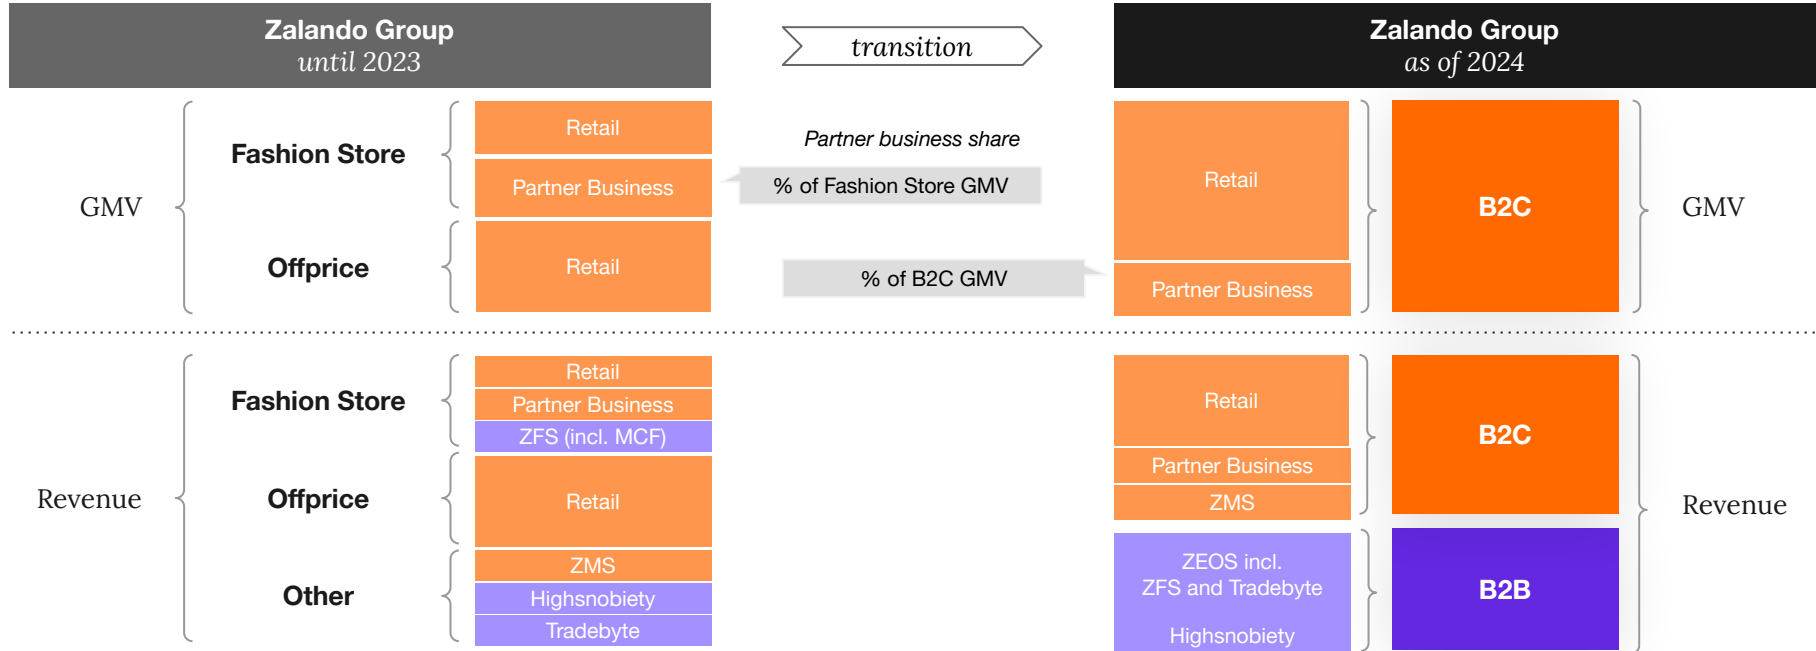 Zalando Group
until 2023
transition
Zalando Group
as of 2024
GMV
Fashion Store
Retail
Partner Business
Offprice
Retail
Partner business share
% of Fashion Store GMV
% of B2C GMV
Retail
Partner Business
B2C
GMV
Revenue
Fashion Store
Retail
Partner Business
ZFS (incl. MCF)
Offprice
Retail
Other
ZMS
Highsnobiety
Tradebyte
Retail
Partner Business
ZMS
B2C
ZEOS incl.
ZFS and Tradebyte
Highsnobiety
B2B
Revenue